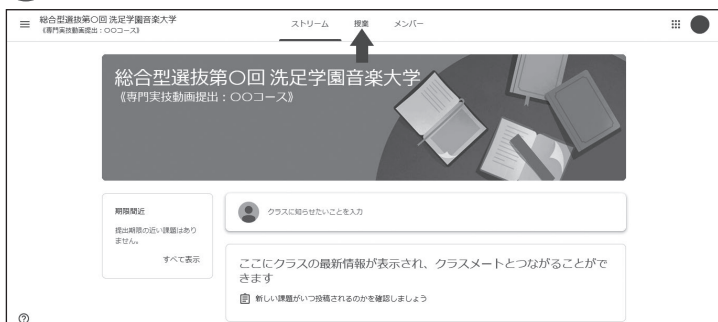 総合型選抜第〇回 洗足学園音楽大学
《専門実技動画提出：〇〇コース》
ストリーム 授業 メンバー
総合型選抜第〇回 洗足学園音楽大学
《専門実技動画提出：〇〇コース》
期限間近
提出期限の近い課題はあり
ません。
すべて表示
クラスに知らせたいことを入力
ここにクラスの最新情報が表示され、クラスメートとつながることがで
きます
新しい課題がいつ投稿されるのかを確認しましょう